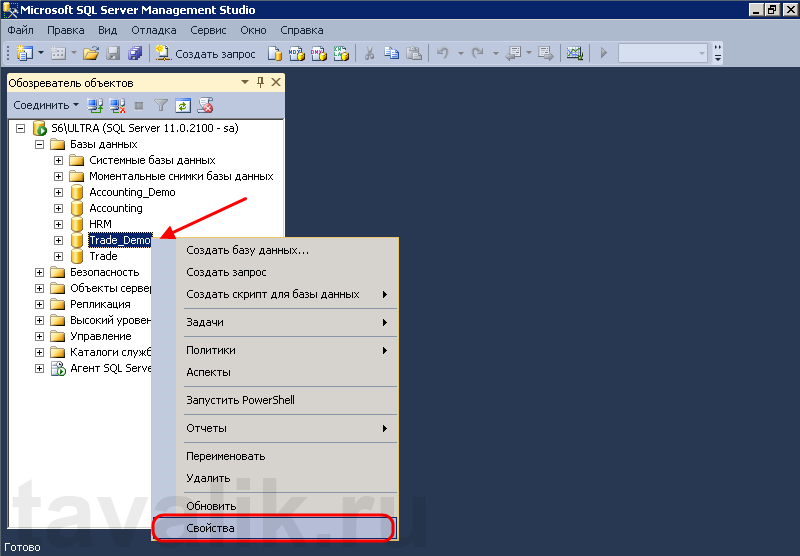 Microsoft SQL Server Management Studio
Файл Правка Вид Отладка Сервис Окно Справка
Создать запрос
Обозреватель объектов
Соединить
S6\ULTRA (SQL Server 11.0.2100 - sa)
Базы данных
Системные базы данных
Моментальные снимки базы данных
Accounting_Demo
Accounting
HRM
Trade_Demo
Trade
Безопасность
Объекты сервер
Репликация
Высокий уровен
Управление
Каталоги служб
Агент SQL Serve
Создать базу данных...
Создать запрос
Создать скрипт для базы данных
Задачи
Политики
Аспекты
Запустить PowerShell
Отчеты
Переименовать
Удалить
Обновить
Свойства
tavalik.ru
Готово